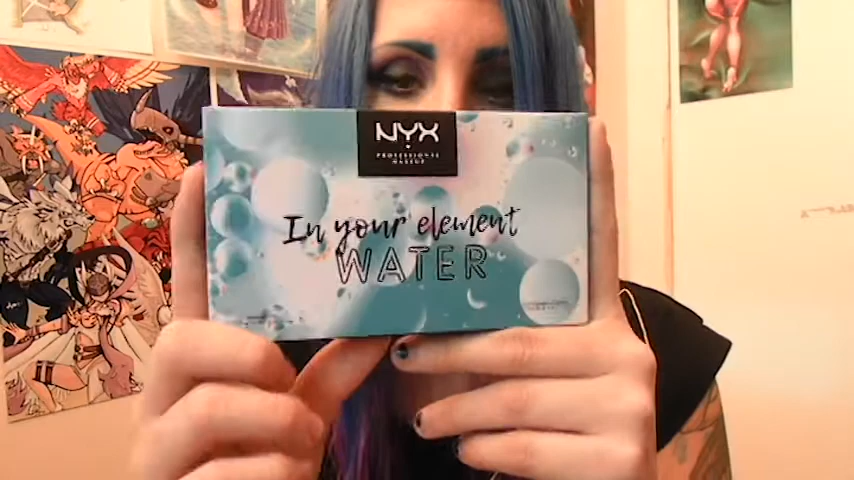 NYX
PROFESSIONAL
MAKEUP
In your element
WATER